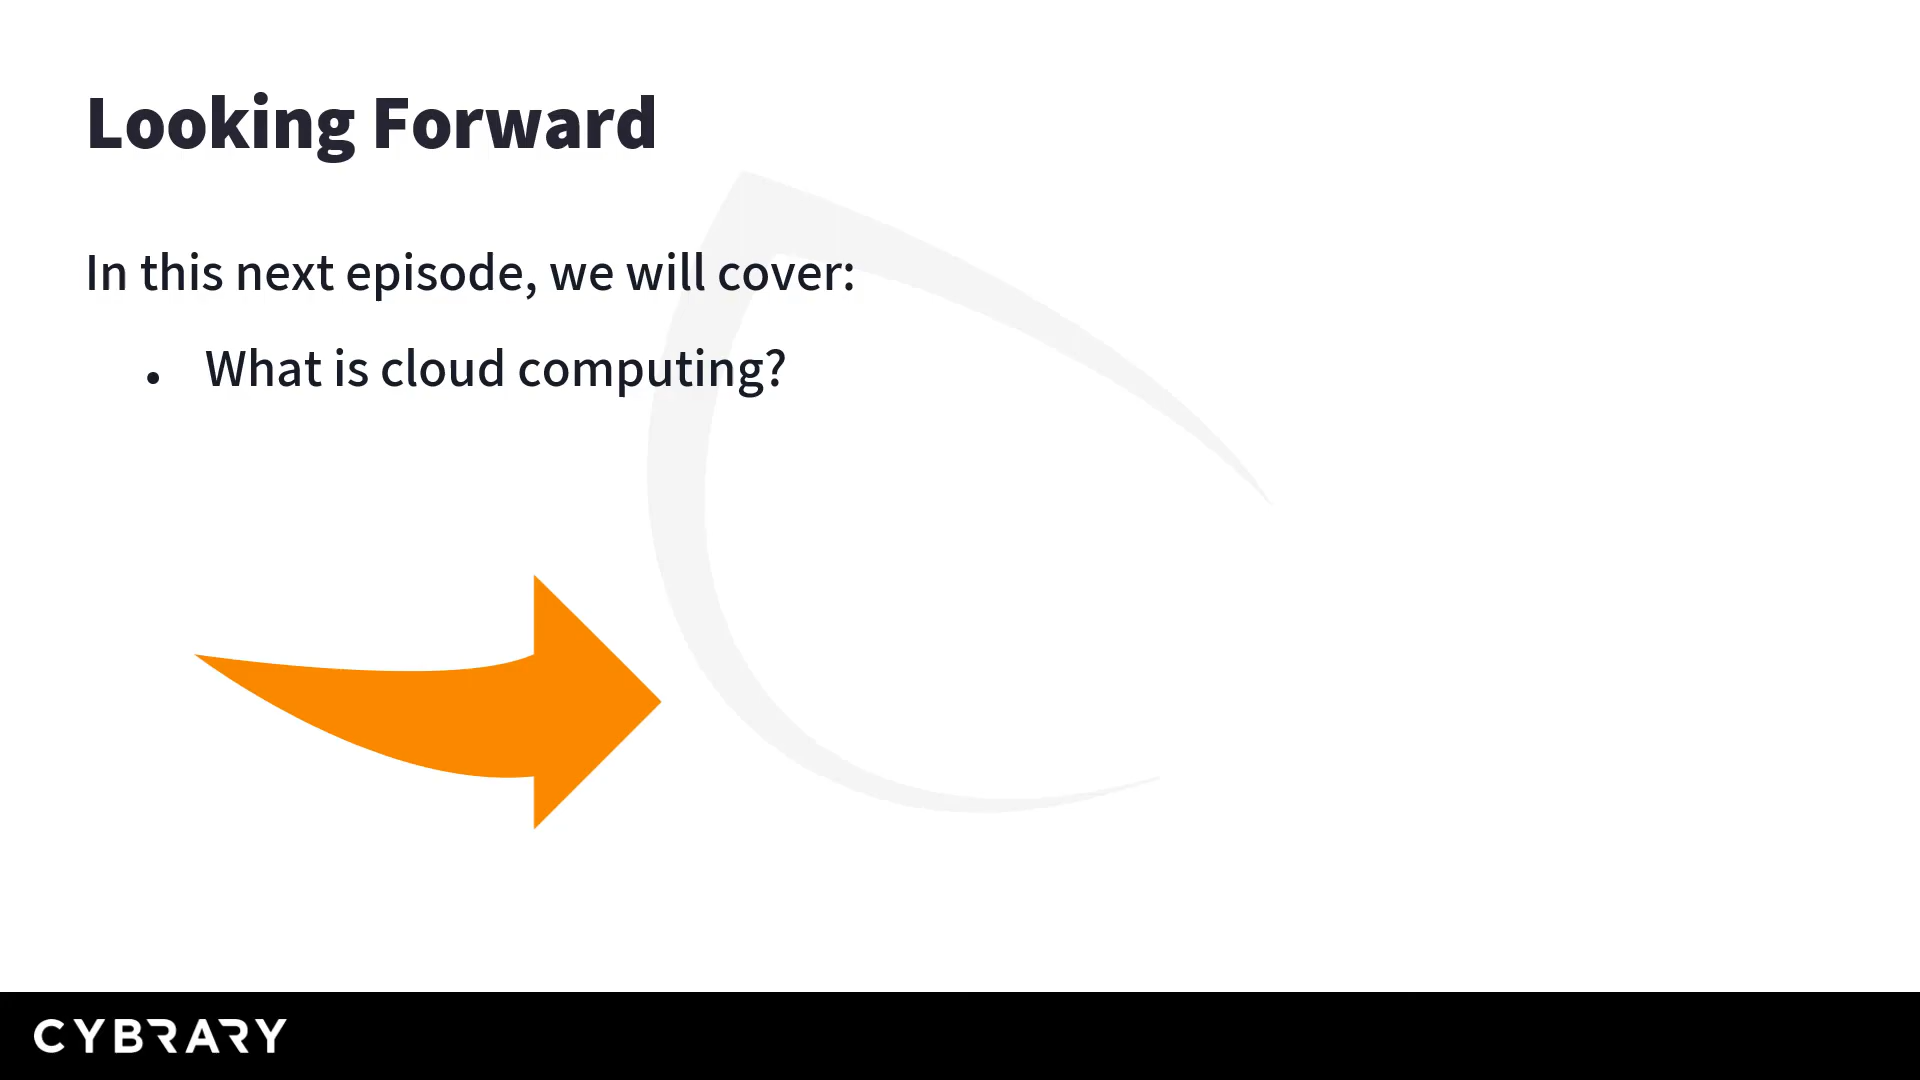 Looking Forward
In this next episode, we will cover:
• What is cloud computing?
CYBRARY